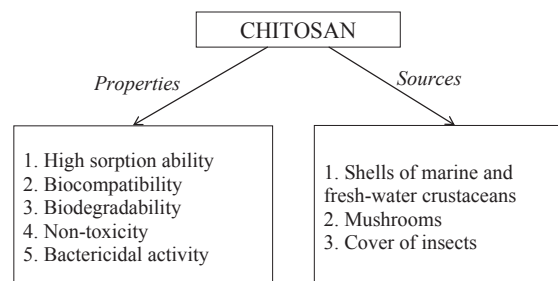 CHITOSAN
Properties
Sources
1. High sorption ability
2. Biocompatibility
3. Biodegradability
4. Non-toxicity
5. Bactericidal activity
1. Shells of marine and
fresh-water crustaceans
2. Mushrooms
3. Cover of insects